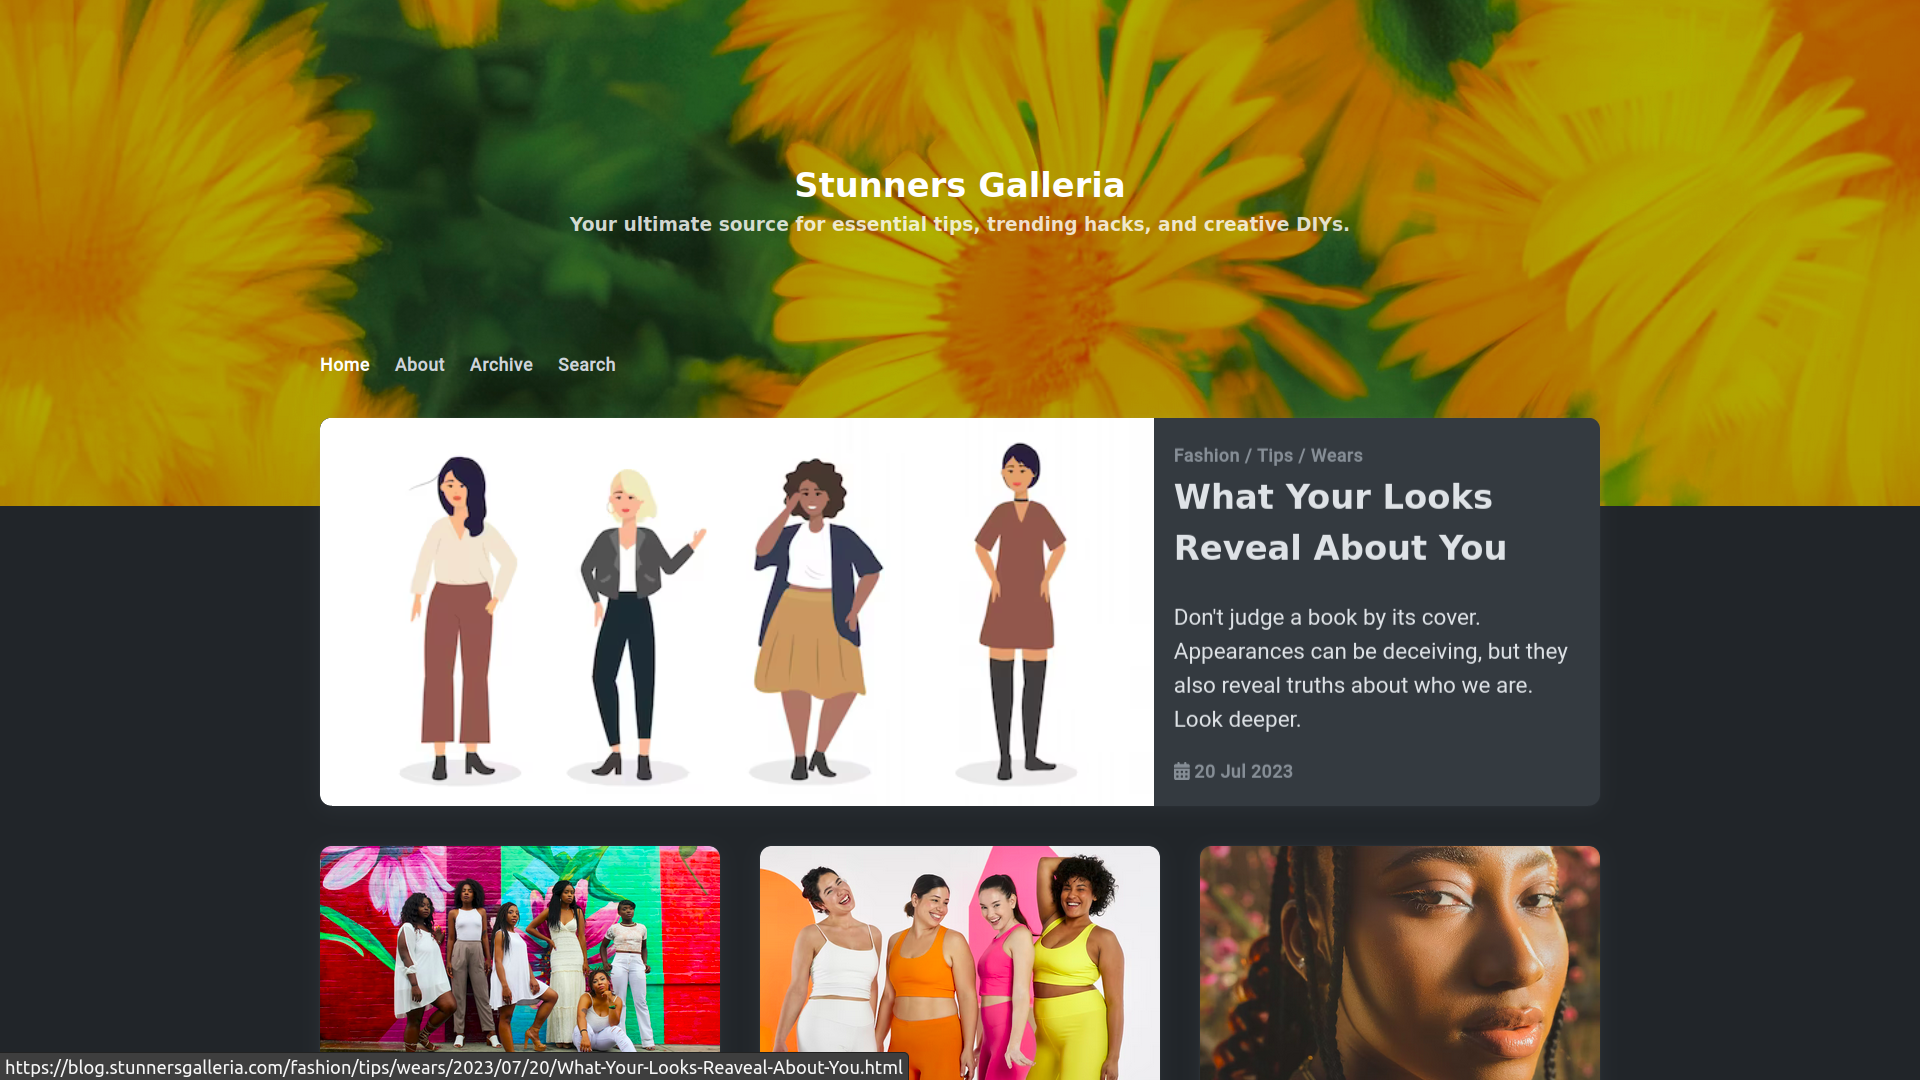 Stunners Galleria
Your ultimate source for essential tips, trending hacks, and creative DIYs.
Home About Archive Search
Fashion / Tips / Wears
What Your Looks
Reveal About You
Don't judge a book by its cover.
Appearances can be deceiving, but they
also reveal truths about who we are.
Look deeper.
20 Jul 2023
https://blog.stunnersgalleria.com/fashion/tips/wears/2023/07/20/What-Your-Looks-Reaveal-About-You.html